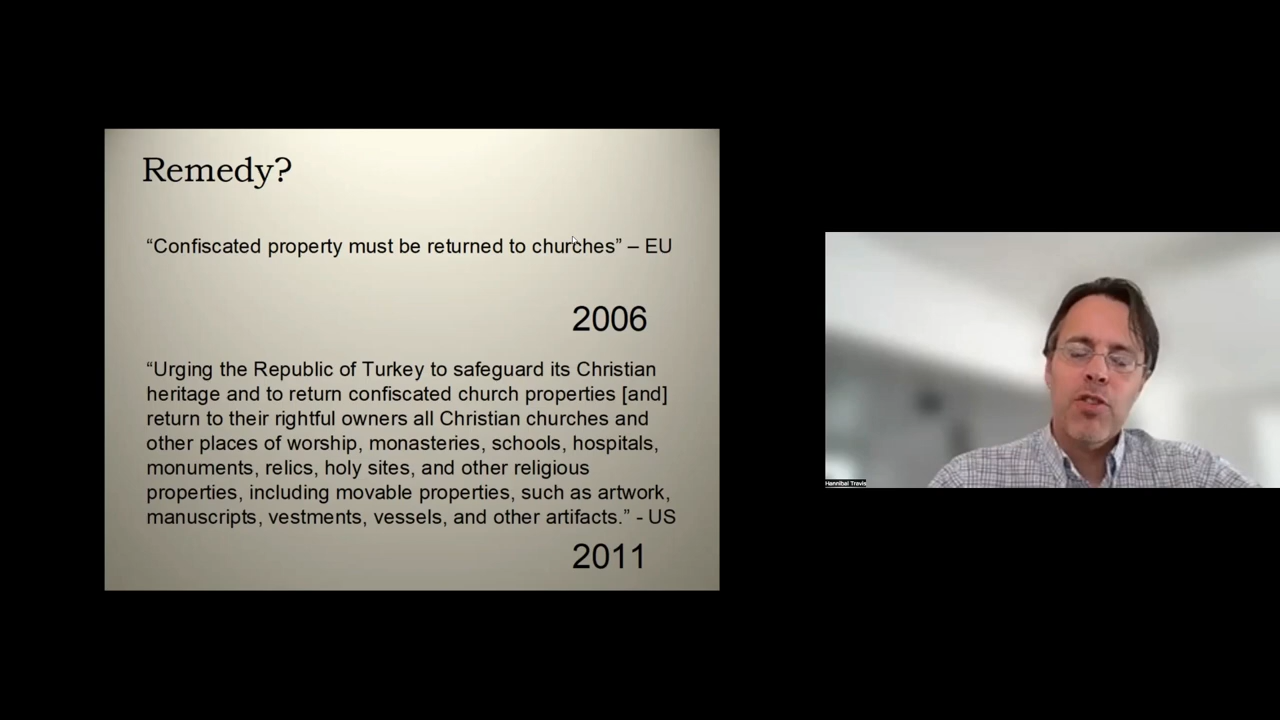 Remedy?
“Confiscated property must be returned to churches” – EU
2006
“Urging the Republic of Turkey to safeguard its Christian
heritage and to return confiscated church properties [and]
return to their rightful owners all Christian churches and
other places of worship, monasteries, schools, hospitals,
monuments, relics, holy sites, and other religious
properties, including movable properties, such as artwork,
manuscripts, vestments, vessels, and other artifacts.” - US
2011
Hannibal Travis